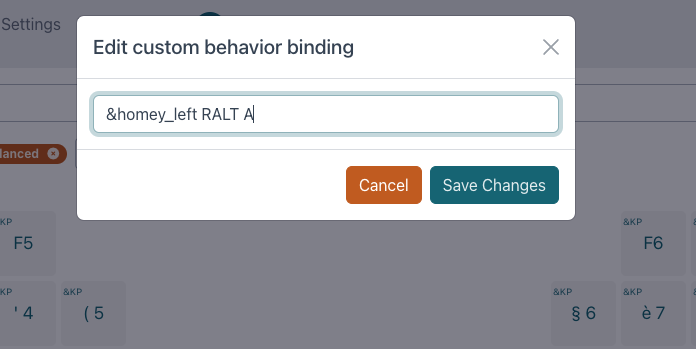 Settings
Edit custom behavior binding
&homey_left RALT A
lanced
Cancel
Save Changes
KP
&KP
F5
F6
KP
&KP
&KP
&KP
' 4
( 5
§ 6
è 7